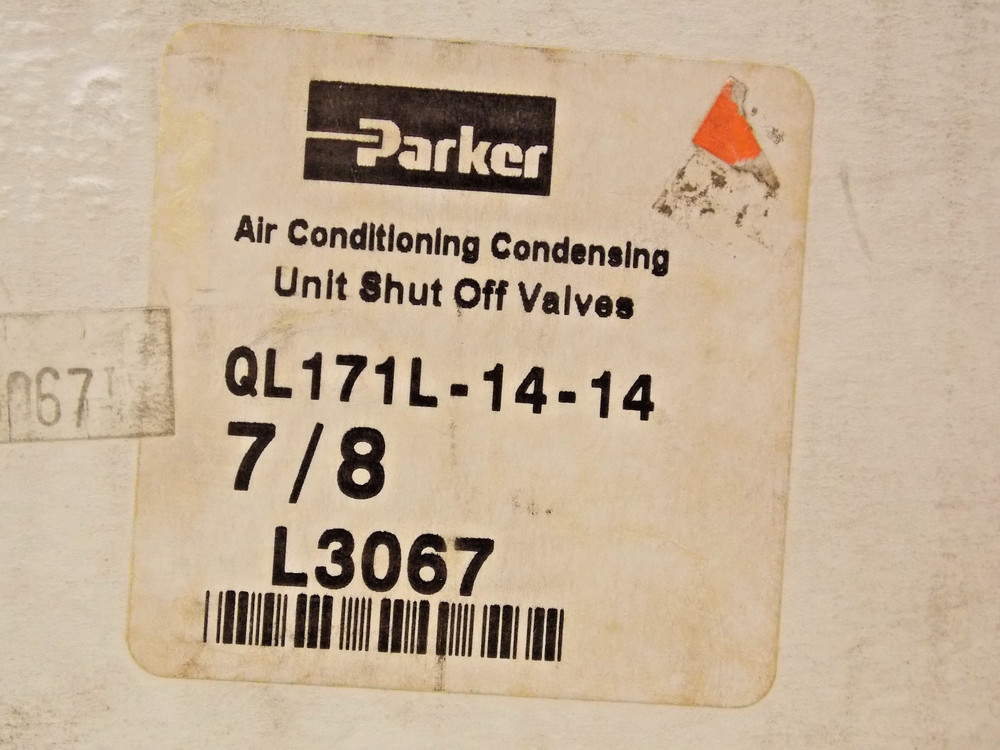 Parker
Air Conditioning Condensing
Unit Shut Off Valves
QL171L-14-14
7/8
L3067
067